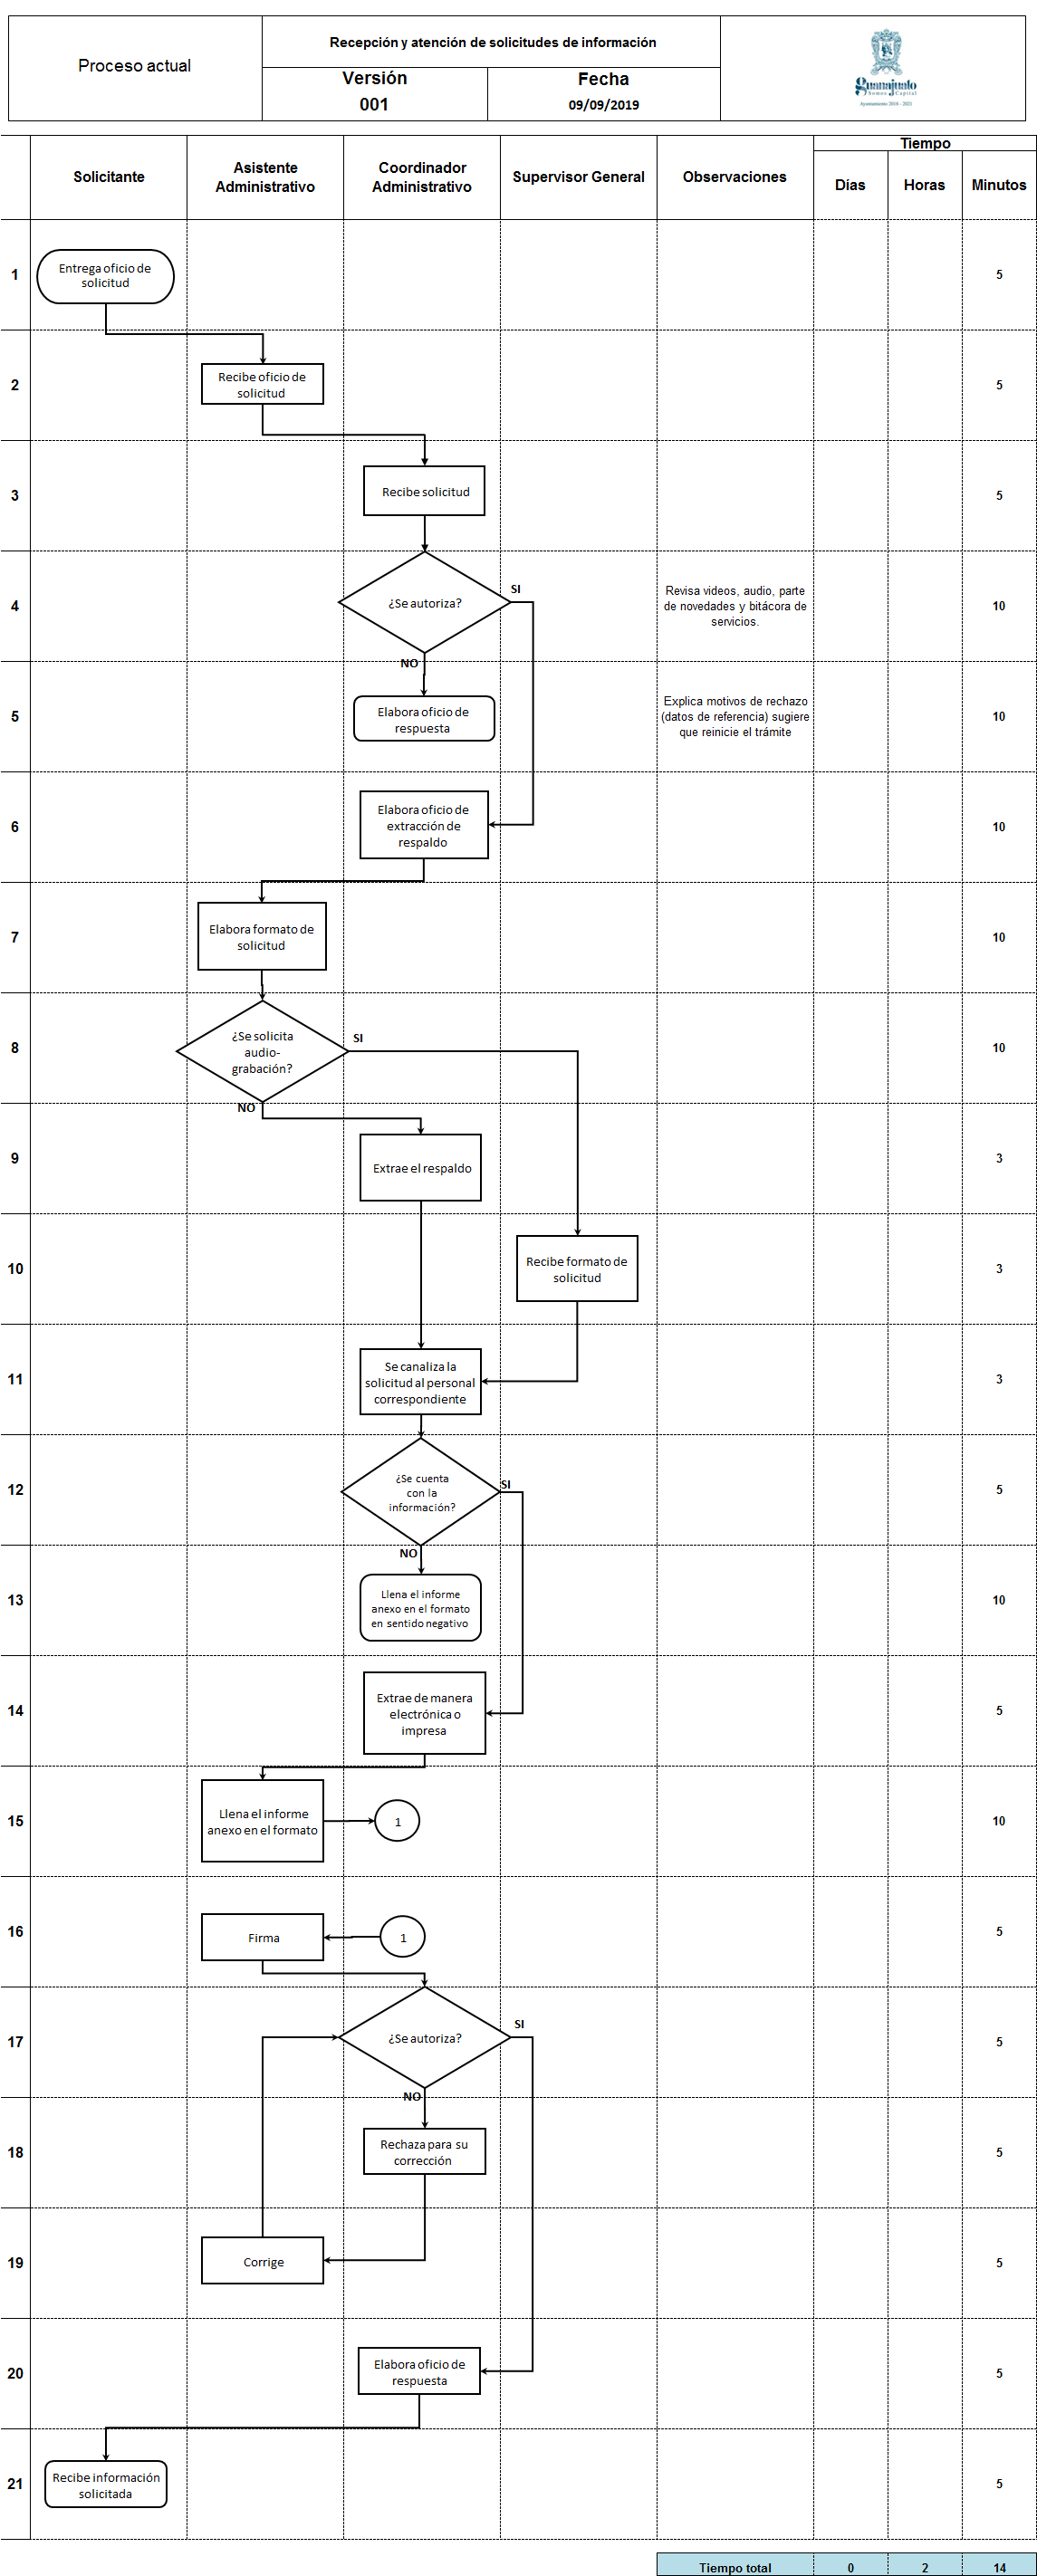 Proceso actual
Recepción y atención de solicitudes de información
Versión
001
Fecha
09/09/2019
Guanajuato
Somos Capital
Ayuntamiento 2018 - 2021
Solicitante
Asistente
Administrativo
Coordinador
Administrativo
Supervisor General
Observaciones
Tiempo
Días
Horas
Minutos
1
Entrega oficio de
solicitud
5
2
Recibe oficio de
solicitud
5
3
Recibe solicitud
5
4
¿Se autoriza?
SI
NO
Revisa videos, audio, parte
de novedades y bitácora de
servicios.
10
5
Elabora oficio de
respuesta
Explica motivos de rechazo
(datos de referencia) sugiere
que reinicie el trámite
10
6
Elabora oficio de
extracción de
respaldo
10
7
Elabora formato de
solicitud
10
8
¿Se solicita
audio-
grabación?
SI
NO
10
9
Extrae el respaldo
3
10
Recibe formato de
solicitud
3
11
Se canaliza la
solicitud al personal
correspondiente
3
12
¿Se cuenta
con la
información?
SI
NO
5
13
Llena el informe
anexo en el formato
en sentido negativo
10
14
Extrae de manera
electrónica o
impresa
5
15
Llena el informe
anexo en el formato
1
10
16
Firma
1
5
17
¿Se autoriza?
SI
NO
5
18
Rechaza para su
corrección
5
19
Corrige
5
20
Elabora oficio de
respuesta
5
21
Recibe información
solicitada
5
Tiempo total
0
2
14